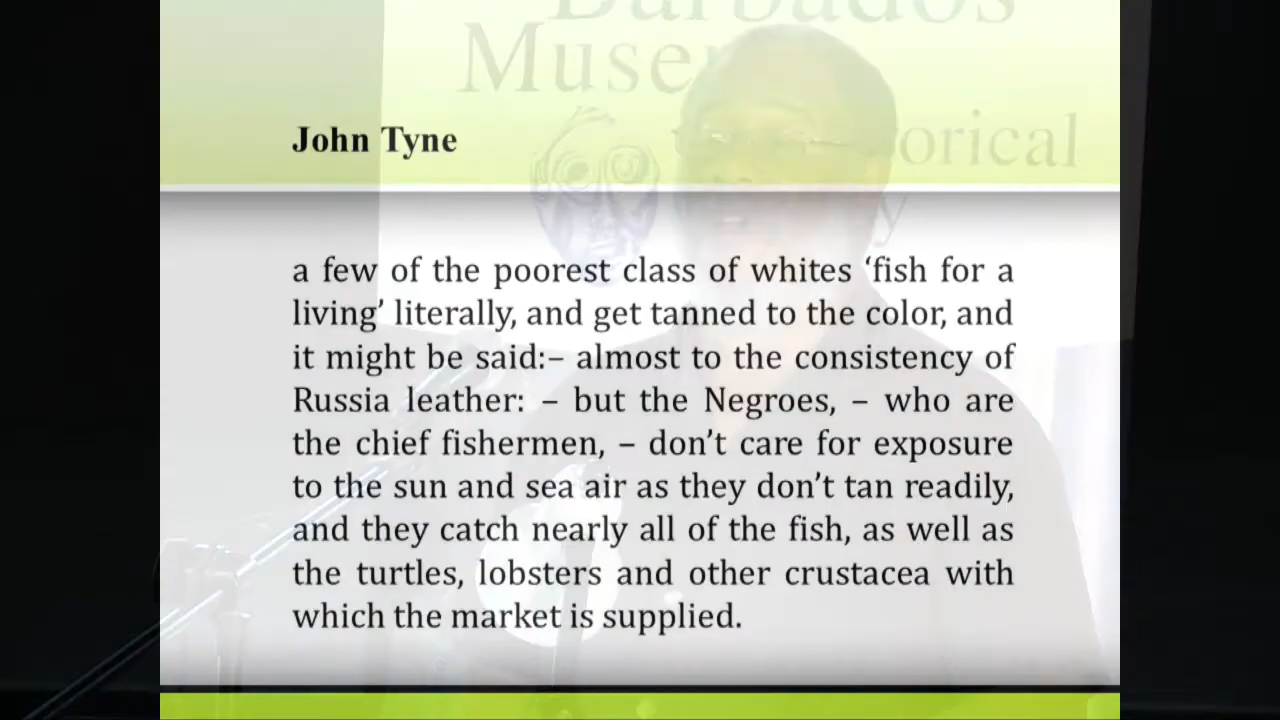 Barbados
Museum
orical
y
John Tyne
a few of the poorest class of whites ‘fish for a
living’ literally, and get tanned to the color, and
it might be said:– almost to the consistency of
Russia leather: – but the Negroes, – who are
the chief fishermen, – don’t care for exposure
to the sun and sea air as they don’t tan readily,
and they catch nearly all of the fish, as well as
the turtles, lobsters and other crustacea with
which the market is supplied.